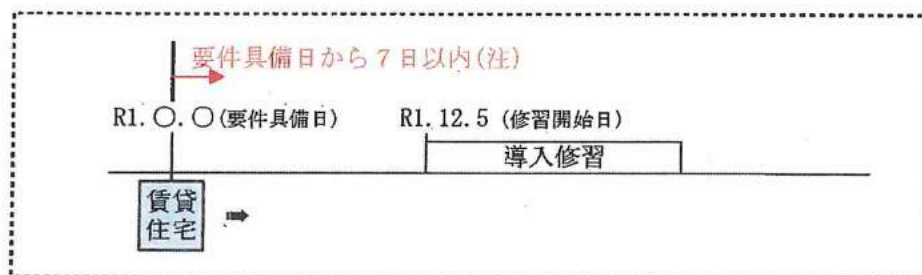 要件具備日から7日以内(注)
R1.〇.〇(要件具備日)
R1.12.5 (修習開始日)
導入修習
賃貸
住宅